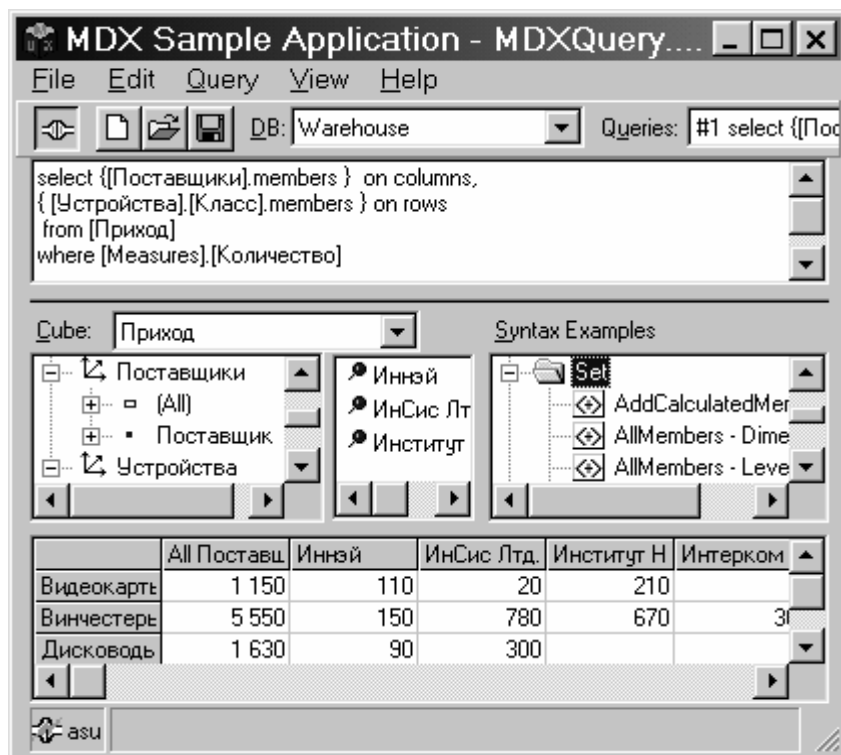 MDX Sample Application - MDXQuery....
File Edit Query View Help
DB: Warehouse Queries: #1 select {[Пос
select {[Поставщики].members } on columns,
{ [Устройства].[Класс].members } on rows
from [Приход]
where [Measures].[Количество]
Cube: Приход Syntax Examples
Поставщики
(All)
Поставщик
Устройства
Иннэй
ИнСис Лт
Институт
Set
AddCalculatedMer
AllMembers - Dime
AllMembers - Leve
All Поставщ Иннэй ИнСис Лтд. Институт Н Интерком
Видеокарть 1 150 110 20 210
Винчестерь 5 550 150 780 670 30
Дисководь 1 630 90 300
asu